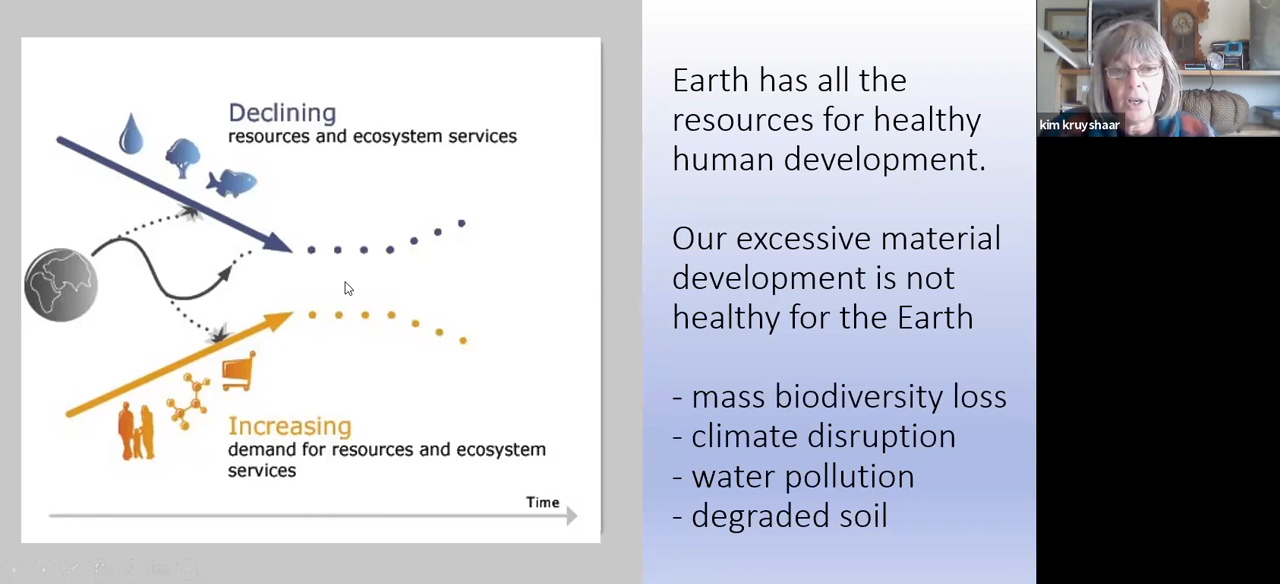 Declining
resources and ecosystem services
Increasing
demand for resources and ecosystem
services
Time
Earth has all the
resources for healthy
human development.
Our excessive material
development is not
healthy for the Earth
- mass biodiversity loss
- climate disruption
- water pollution
- degraded soil
kim kruyshaar